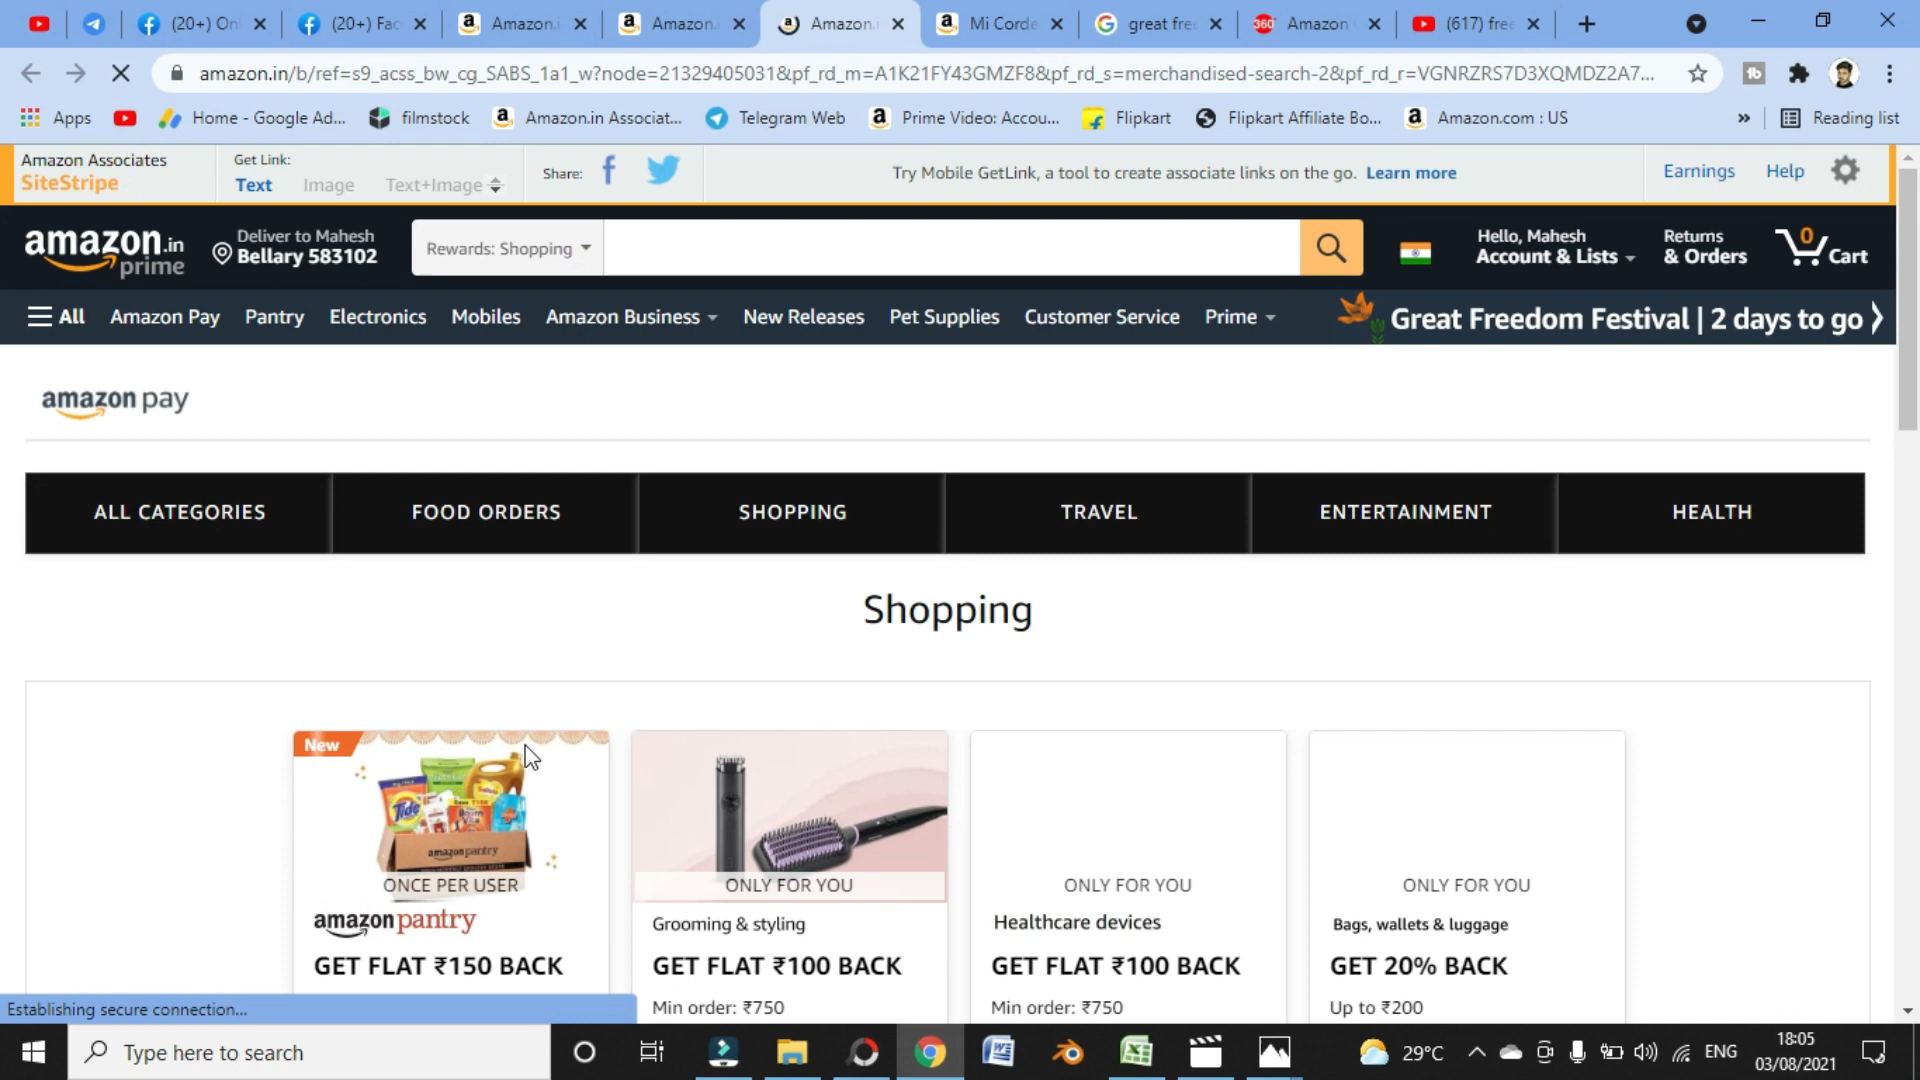 (20+) Onl
(20+) Fac
Amazon.i
Amazon.i
Amazon.i
Mi Corde
great free
Amazon
(617) free
amazon.in/b/ref=s9_acss_bw_cg_SABS_1a1_w?node=21329405031&pf_rd_m=A1K21FY43GMZF8&pf_rd_s=merchandised-search-2&pf_rd_r=VGNRZRS7D3XQMDZ2A7...
Apps
Home - Google Ad...
filmstock
Amazon.in Associat...
Telegram Web
Prime Video: Accou...
Flipkart
Flipkart Affiliate Bo...
Amazon.com : US
»
Reading list
Amazon Associates
SiteStripe
Get Link:
Text
Image
Text+Image
Share:
Try Mobile GetLink, a tool to create associate links on the go. Learn more
Earnings
Help
amazon.in
prime
Deliver to Mahesh
Bellary 583102
Rewards: Shopping
Hello, Mahesh
Account & Lists
Returns
& Orders
0
Cart
All
Amazon Pay
Pantry
Electronics
Mobiles
Amazon Business
New Releases
Pet Supplies
Customer Service
Prime
Great Freedom Festival | 2 days to go
amazon pay
ALL CATEGORIES
FOOD ORDERS
SHOPPING
TRAVEL
ENTERTAINMENT
HEALTH
Shopping
New
Tide
amazonpantry
ONCE PER USER
amazonpantry
GET FLAT ₹150 BACK
ONLY FOR YOU
Grooming & styling
GET FLAT ₹100 BACK
Min order: ₹750
ONLY FOR YOU
Healthcare devices
GET FLAT ₹100 BACK
Min order: ₹750
ONLY FOR YOU
Bags, wallets & luggage
GET 20% BACK
Up to ₹200
Establishing secure connection...
Type here to search
29°C
ENG
18:05
03/08/2021